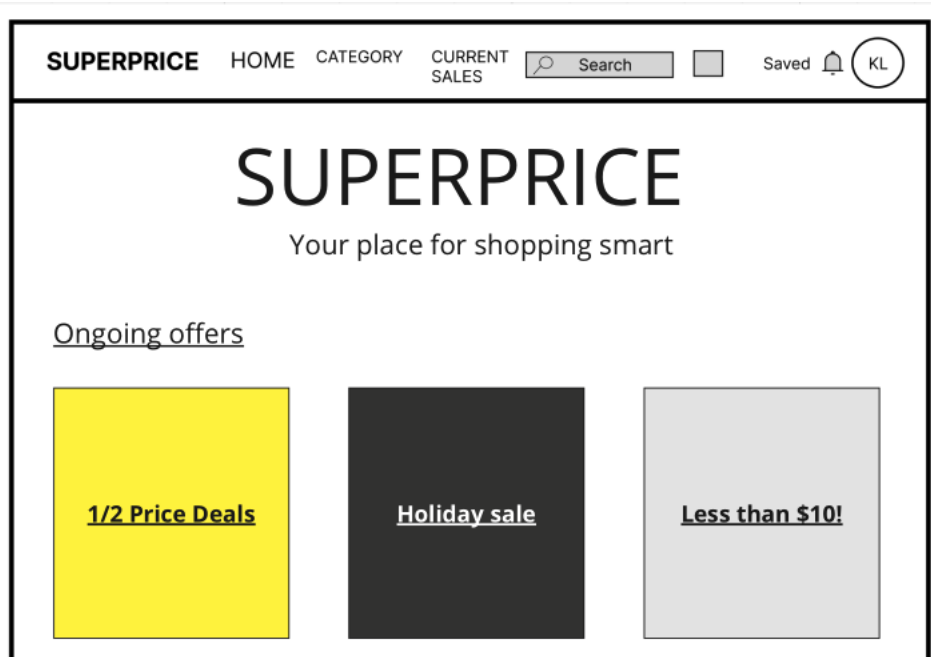 SUPERPRICE HOME CATEGORY CURRENT SALES Search Saved KL
SUPERPRICE
Your place for shopping smart
Ongoing offers
1/2 Price Deals Holiday sale Less than $10!